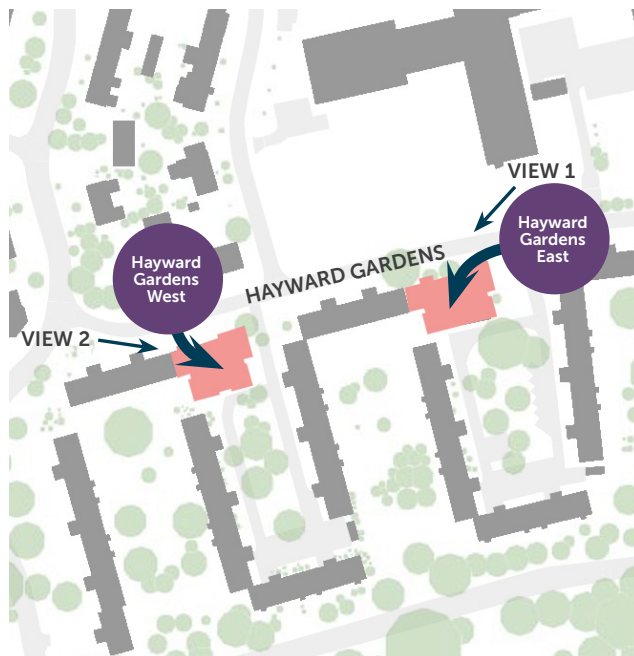 VIEW 1
Hayward
Gardens
East
HAYWARD GARDENS
Hayward
Gardens
West
VIEW 2